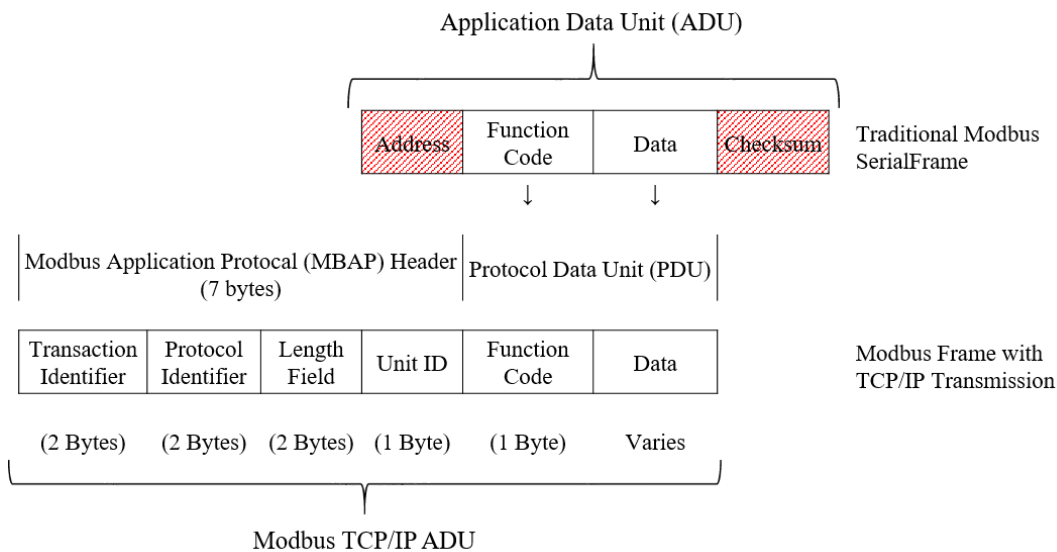 Application Data Unit (ADU)
Address
Function
Code
Data
Checksum
Traditional Modbus
SerialFrame
↓
↓
Modbus Application Protocal (MBAP) Header
(7 bytes)
Protocol Data Unit (PDU)
Transaction
Identifier
Protocol
Identifier
Length
Field
Unit ID
Function
Code
Data
Modbus Frame with
TCP/IP Transmission
(2 Bytes)
(2 Bytes)
(2 Bytes)
(1 Byte)
(1 Byte)
Varies
Modbus TCP/IP ADU